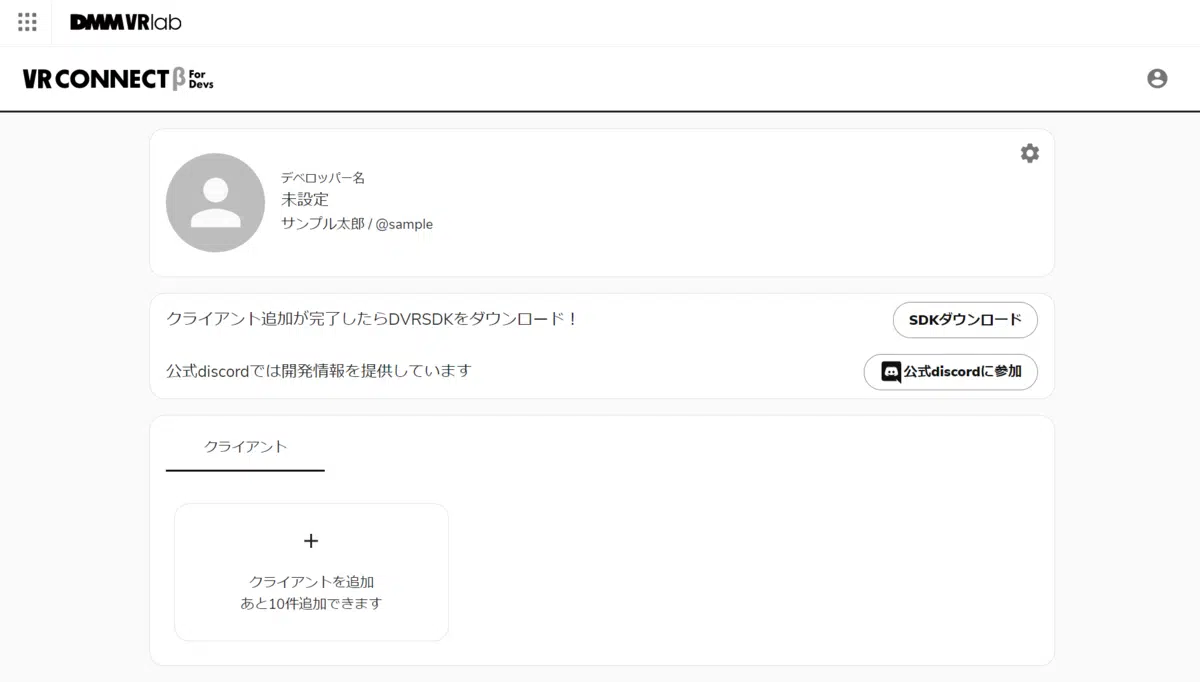 DMM VR lab
VR CONNECT β For Devs
デベロッパー名
未設定
サンプル太郎 / @sample
クライアント追加が完了したらDVRSDKをダウンロード！
SDKダウンロード
公式discordでは開発情報を提供しています
公式discordに参加
クライアント
+
クライアントを追加
あと10件追加できます